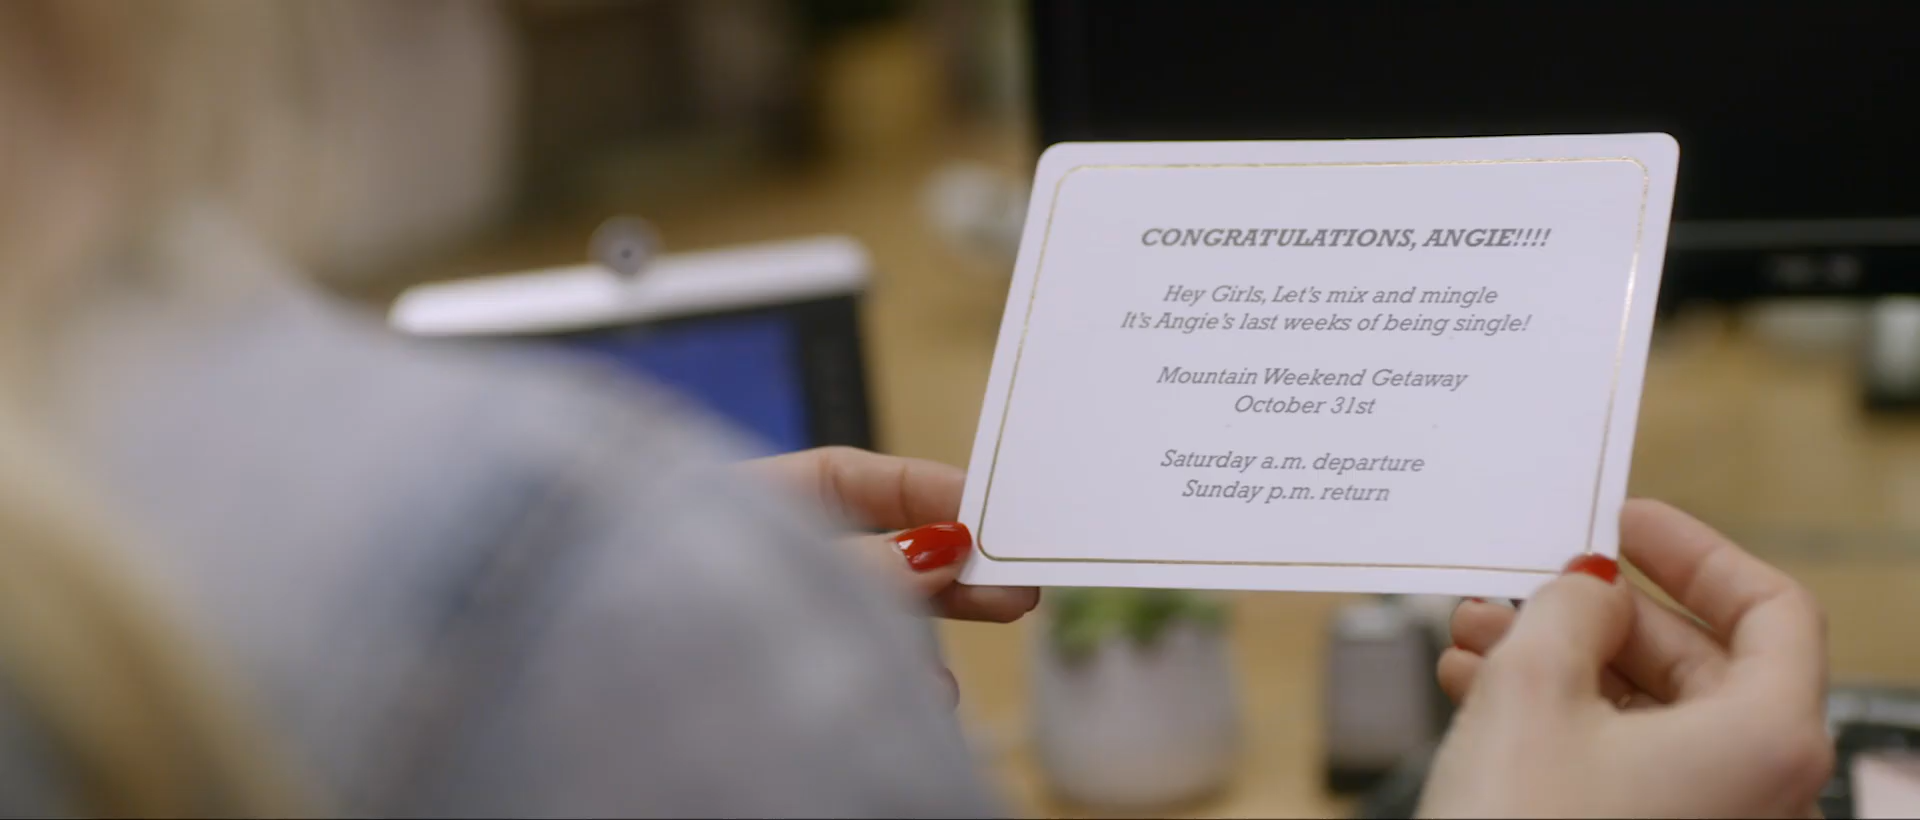 CONGRATULATIONS, ANGIE!!!!
Hey Girls, Let's mix and mingle
It's Angie's last weeks of being single!
Mountain Weekend Getaway
October 31st
Saturday a.m. departure
Sunday p.m. return